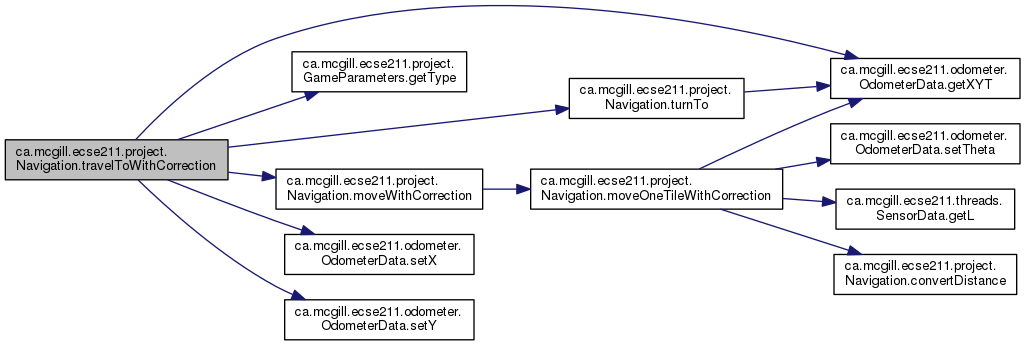 ca.mcgill.ecse211.project.
Navigation.travelToWithCorrection
ca.mcgill.ecse211.project.
GameParameters.getType
ca.mcgill.ecse211.project.
Navigation.turnTo
ca.mcgill.ecse211.project.
Navigation.moveWithCorrection
ca.mcgill.ecse211.odometer.
OdometerData.setX
ca.mcgill.ecse211.odometer.
OdometerData.setY
ca.mcgill.ecse211.project.
Navigation.moveOneTileWithCorrection
ca.mcgill.ecse211.odometer.
OdometerData.getXYT
ca.mcgill.ecse211.odometer.
OdometerData.setTheta
ca.mcgill.ecse211.threads.
SensorData.getL
ca.mcgill.ecse211.project.
Navigation.convertDistance